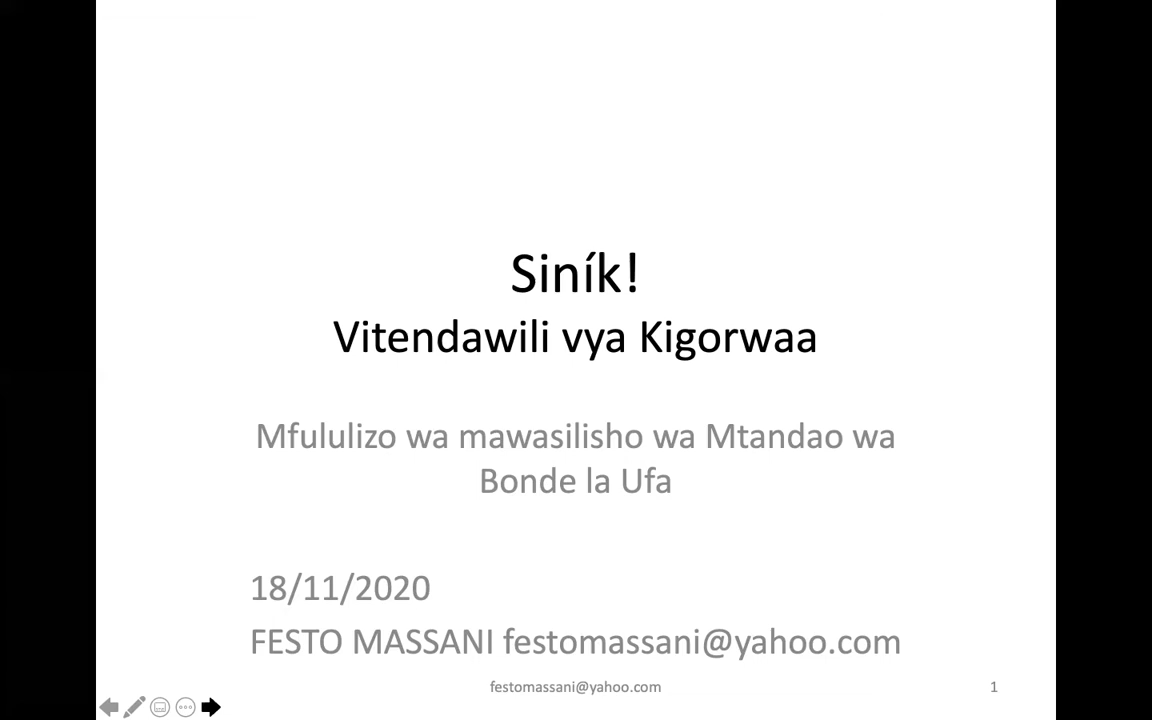 Siník!
Vitendawili vya Kigorwaa
Mfululizo wa mawasilisho wa Mtandao wa
Bonde la Ufa
18/11/2020
FESTO MASSANI festomassani@yahoo.com
festomassani@yahoo.com
1